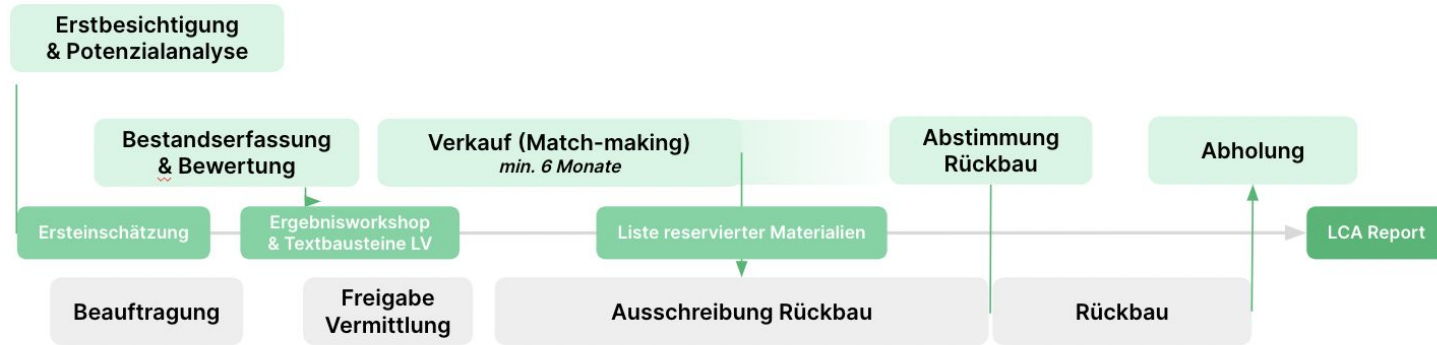 Erstbesichtigung
& Potenzialanalyse
Bestandserfassung
& Bewertung
Verkauf (Match-making)
min. 6 Monate
Abstimmung
Rückbau
Abholung
Ersteinschätzung
Ergebnisworkshop
& Textbausteine LV
Liste reservierter Materialien
LCA Report
Beauftragung
Freigabe
Vermittlung
Ausschreibung Rückbau
Rückbau